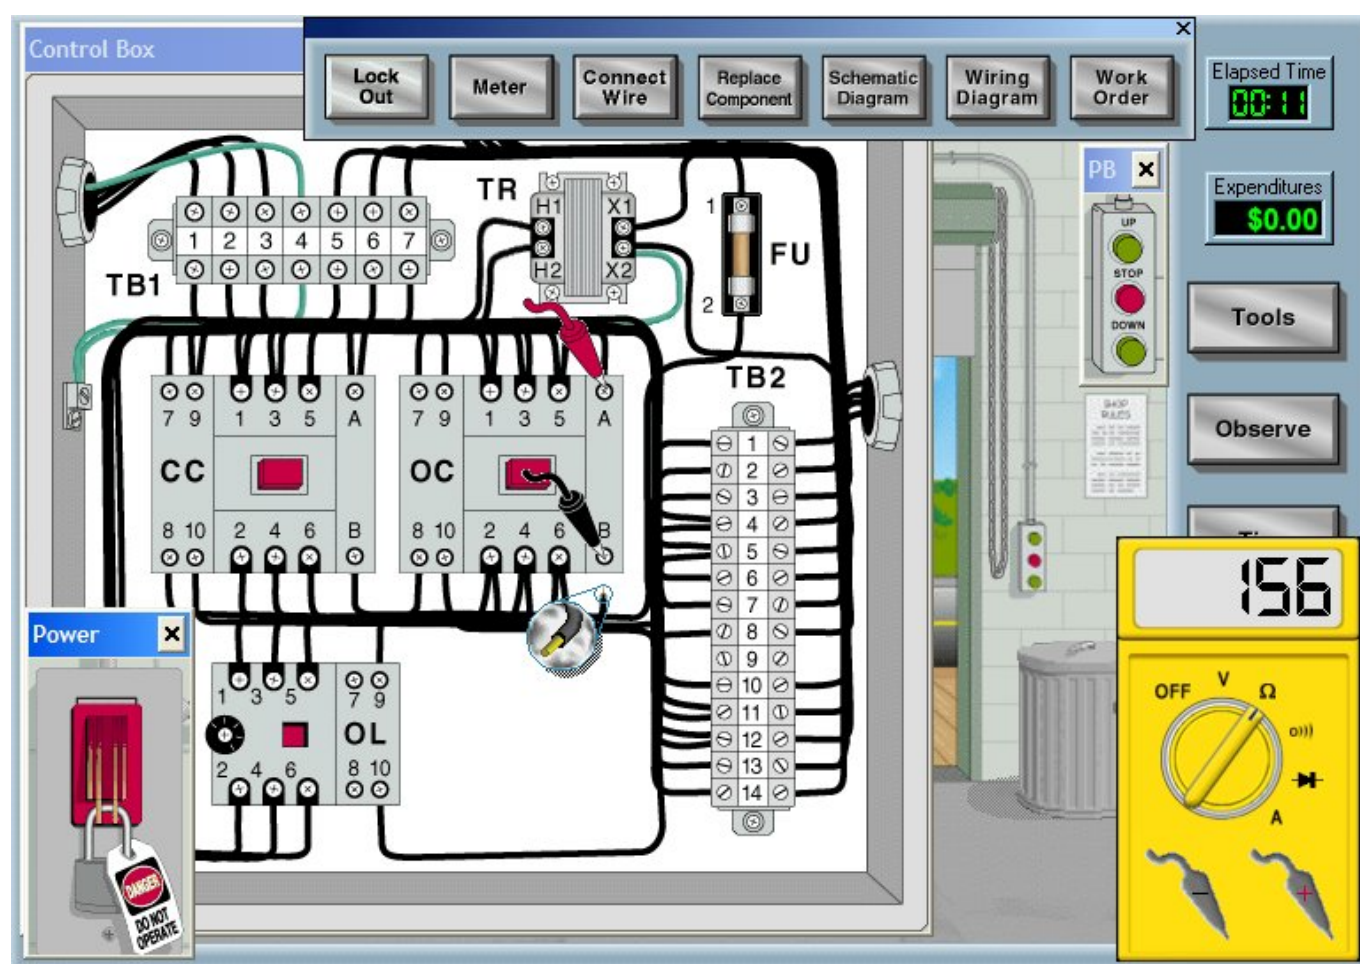 Control Box
Lock Out
Meter
Connect Wire
Replace Component
Schematic Diagram
Wiring Diagram
Work Order
Elapsed Time
00:11
Expenditures
$0.00
PB
UP
STOP
DOWN
Tools
Observe
TB1
1 2 3 4 5 6 7
TR
H1 X1
H2 X2
1
FU
2
TB2
7 9 1 3 5 A
CC
8 10 2 4 6 B
7 9 1 3 5 A
OC
8 10 2 4 6 B
1
2
3
4
5
6
7
8
9
10
11
12
13
14
SHOP RULES
1 3 5 7 9
OL
2 4 6 8 10
Power
DANGER
DO NOT OPERATE
156
OFF V Ω
o)))
A
- +